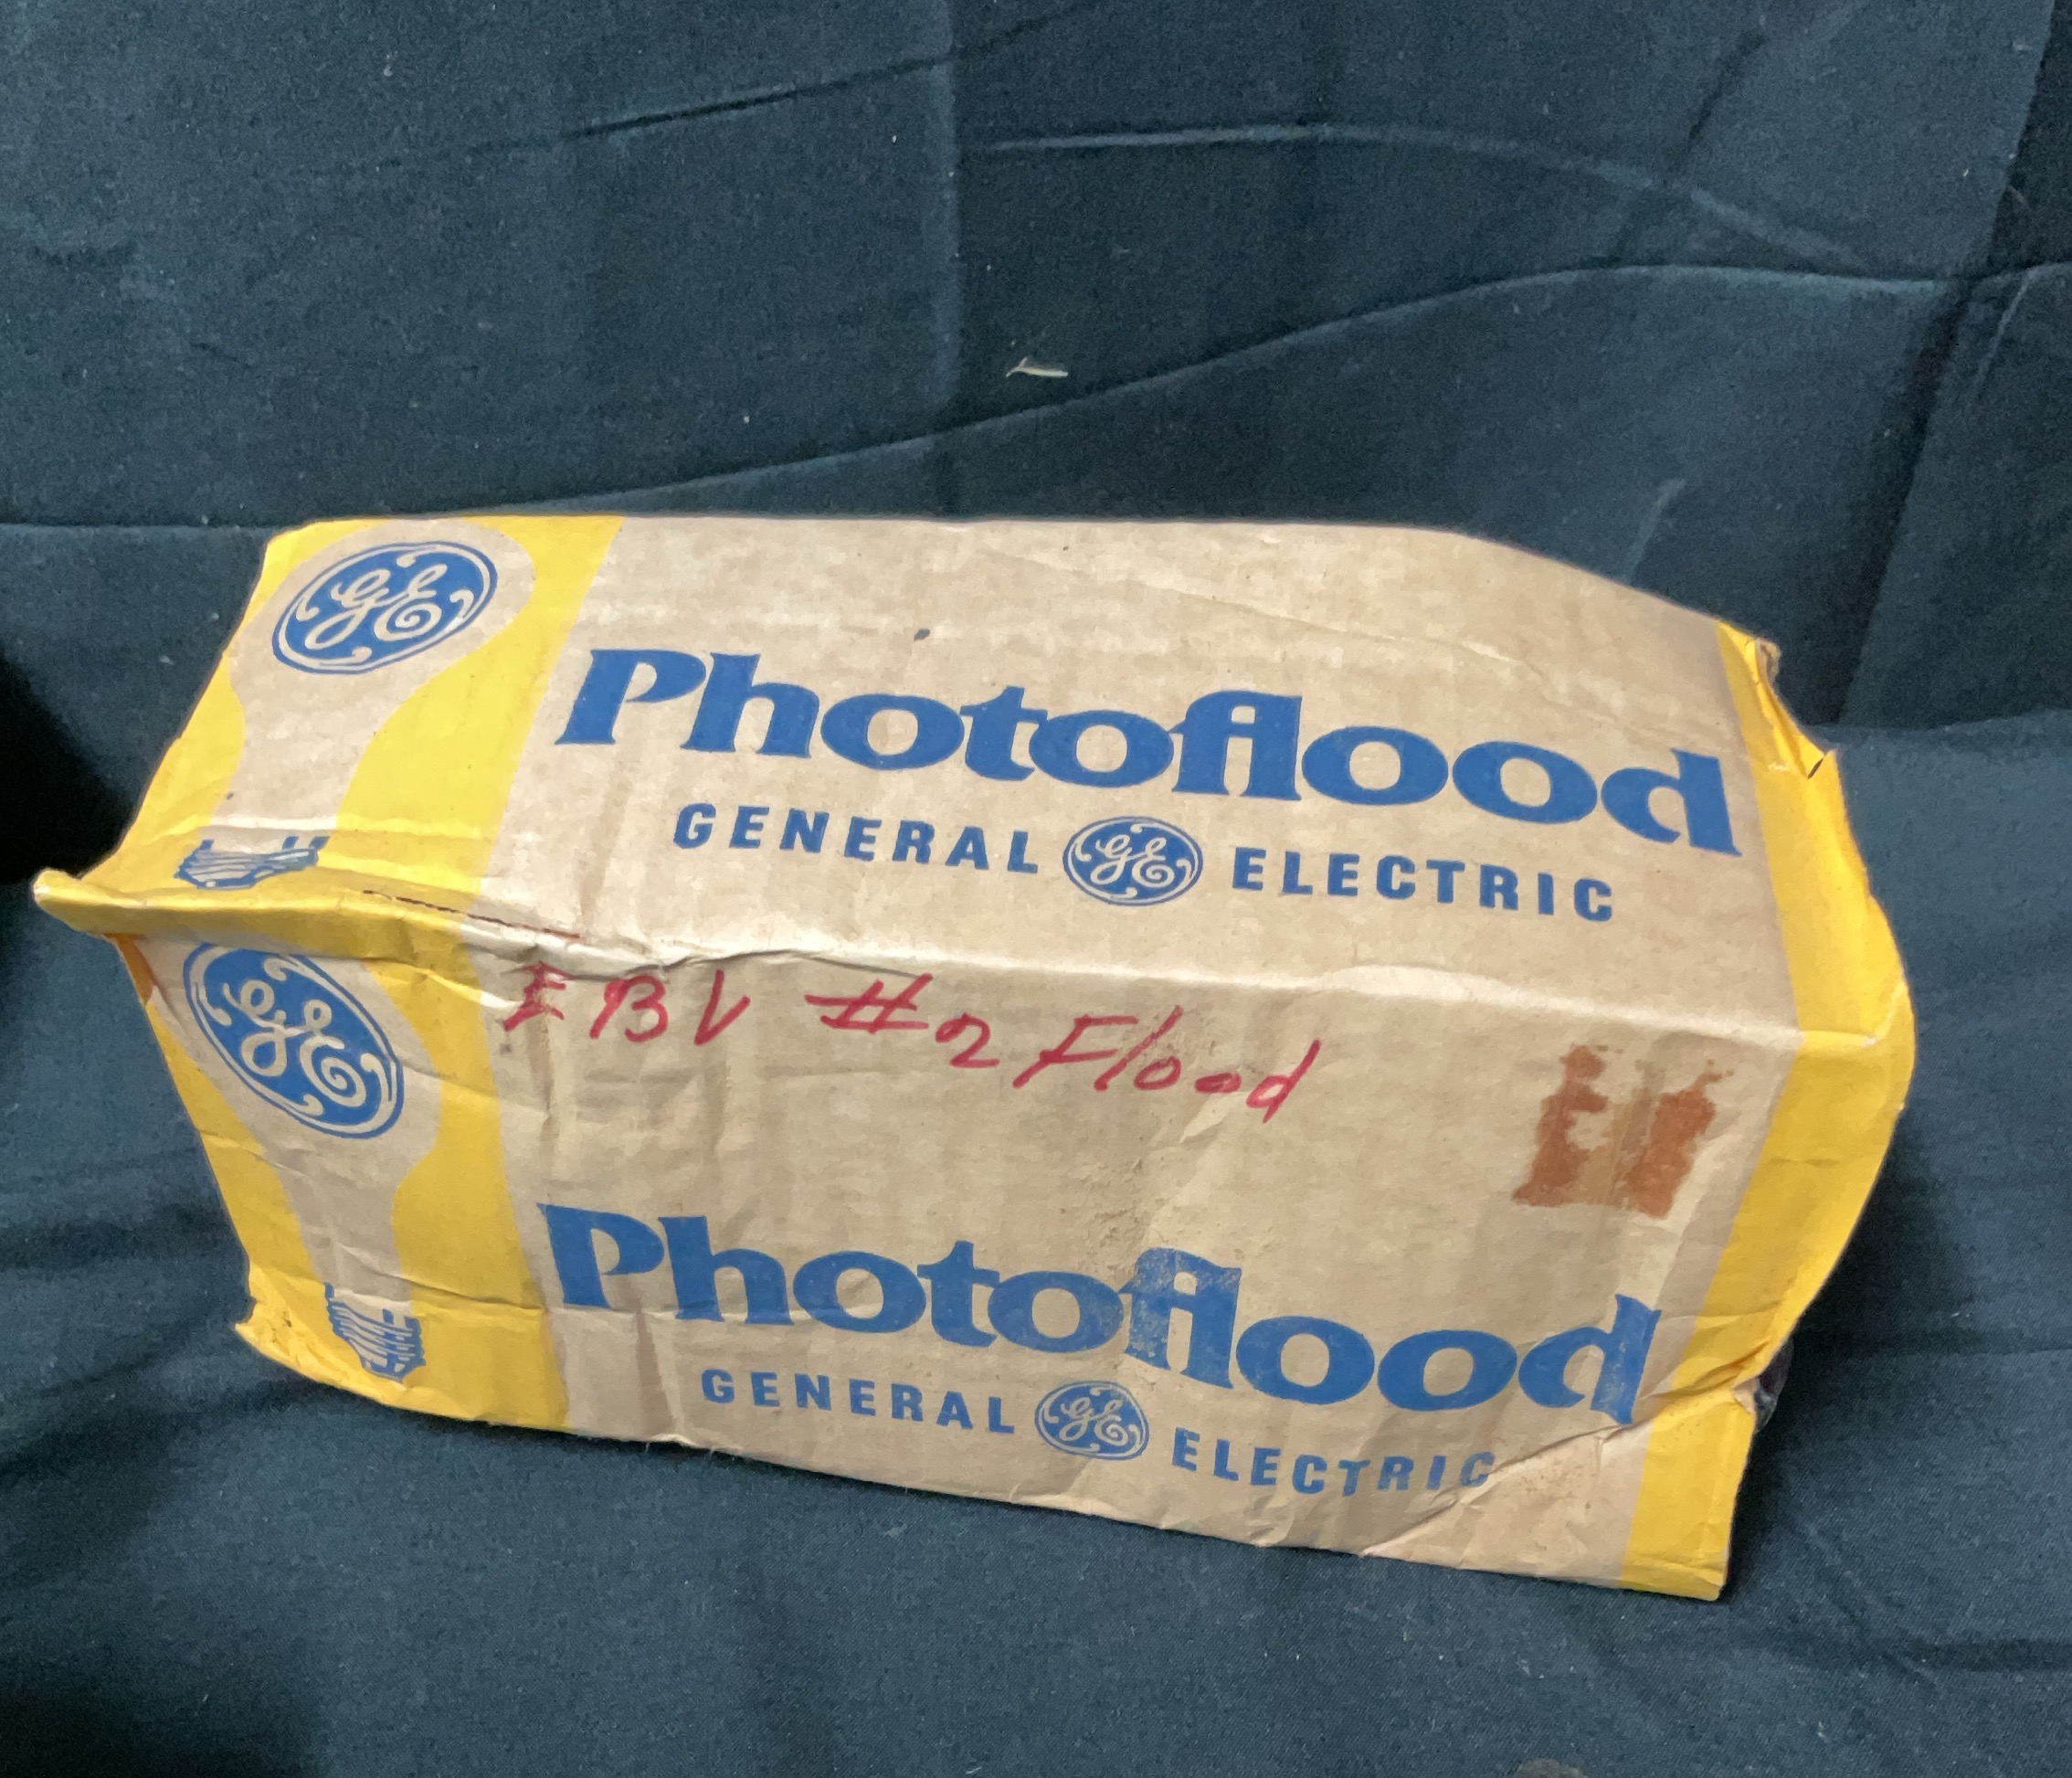 GE
Photoflood
GENERAL GE ELECTRIC
EBV #2 Flood
GE
Photoflood
GENERAL GE ELECTRIC